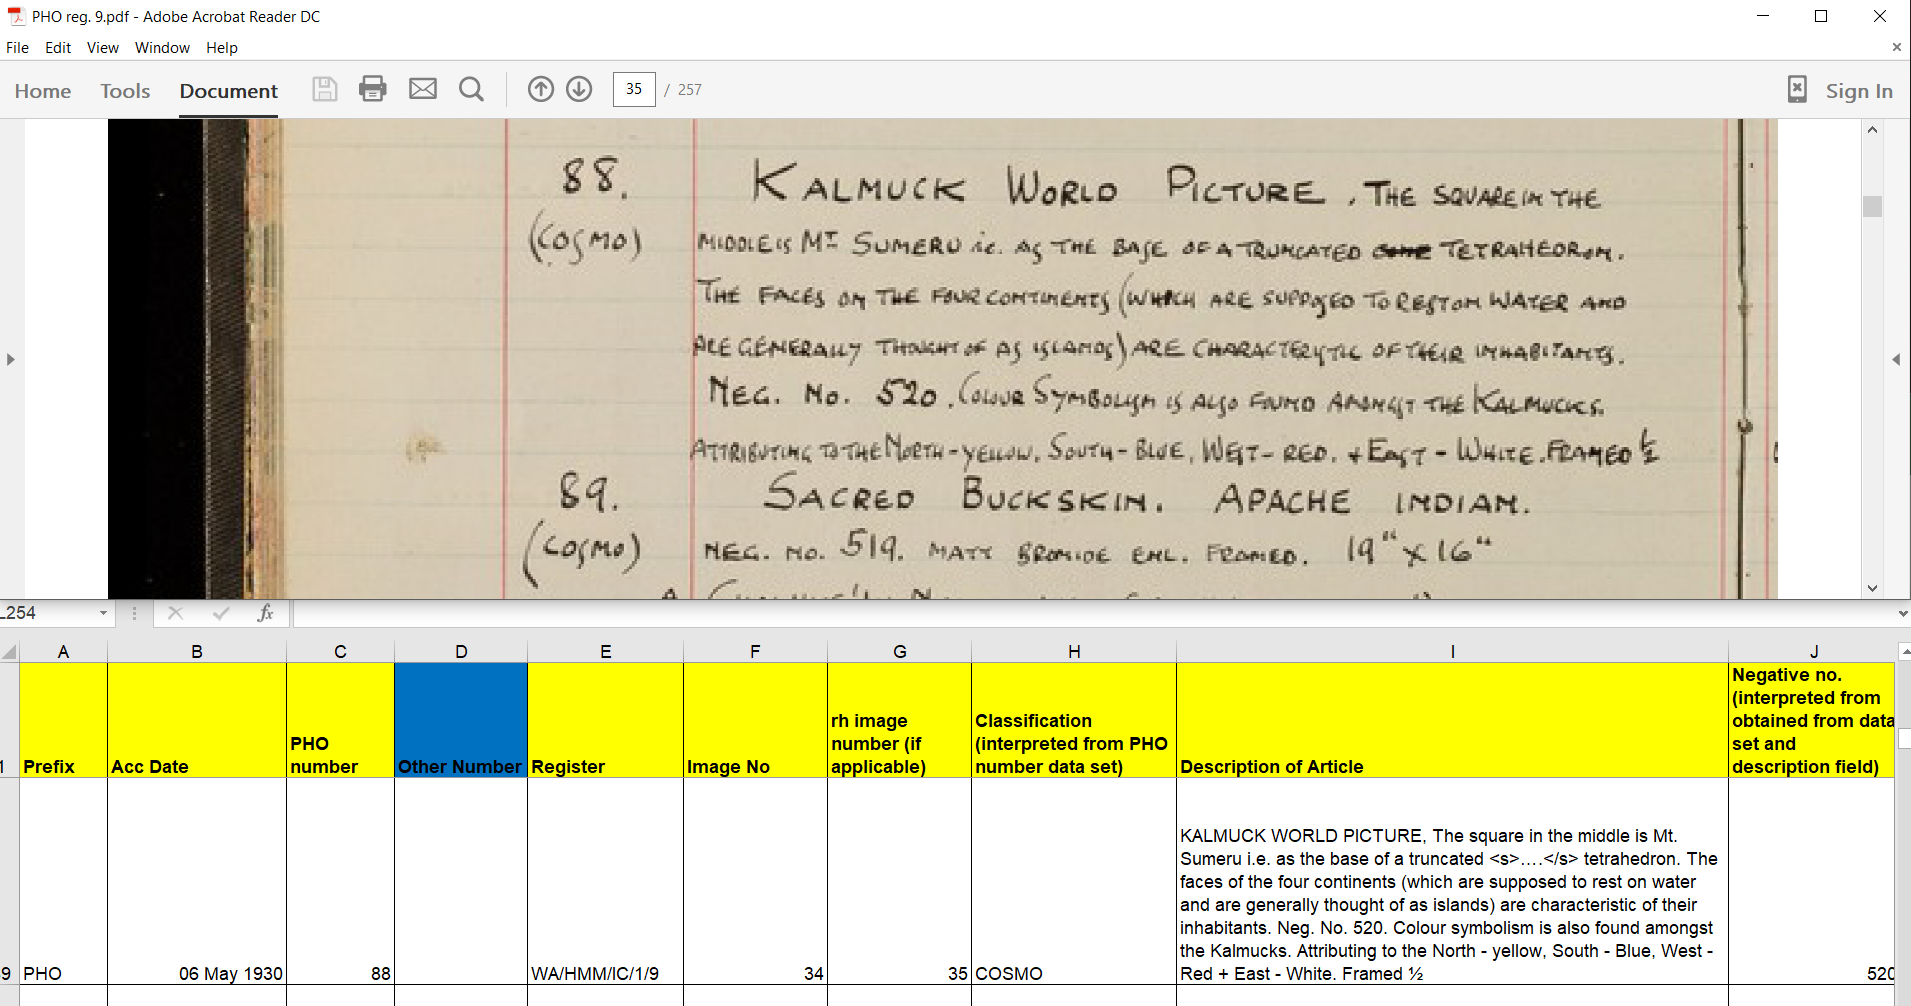 PHO reg. 9.pdf - Adobe Acrobat Reader DC
File Edit View Window Help
Home Tools Document 35 / 257 Sign In
88. KALMUCK WORLD PICTURE. THE SQUARE IN THE
(COSMO) MIDDLE IS MT SUMERU i.e. AS THE BASE OF A TRUNCATED TETRAHEDRON.
THE FACES ON THE FOUR CONTINENTS (WHICH ARE SUPPOSED TO REST ON WATER AND
ARE GENERALLY THOUGHT OF AS ISLANDS) ARE CHARACTERISTIC OF THEIR INHABITANTS.
NEG. No. 520. COLOUR SYMBOLISM IS ALSO FOUND AMONGST THE KALMUCKS.
ATTRIBUTING TO THE NORTH - YELLOW, SOUTH - BLUE, WEST - RED. + EAST - WHITE. FRAMED ½
89. SACRED BUCKSKIN. APACHE INDIAN.
(COSMO) NEG. NO. 519. MATT BROMIDE ENL. FRAMED. 19" X 16"
L254 fx
A B C D E F G H I J
1 Prefix Acc Date PHO number Other Number Register Image No rh image number (if applicable) Classification (interpreted from PHO number data set) Description of Article Negative no. (interpreted from obtained from data set and description field)
KALMUCK WORLD PICTURE, The square in the middle is Mt.
Sumeru i.e. as the base of a truncated <s>....</s> tetrahedron. The
faces of the four continents (which are supposed to rest on water
and are generally thought of as islands) are characteristic of their
inhabitants. Neg. No. 520. Colour symbolism is also found amongst
the Kalmucks. Attributing to the North - yellow, South - Blue, West -
Red + East - White. Framed ½
9 PHO 06 May 1930 88 WA/HMM/IC/1/9 34 35 COSMO 520